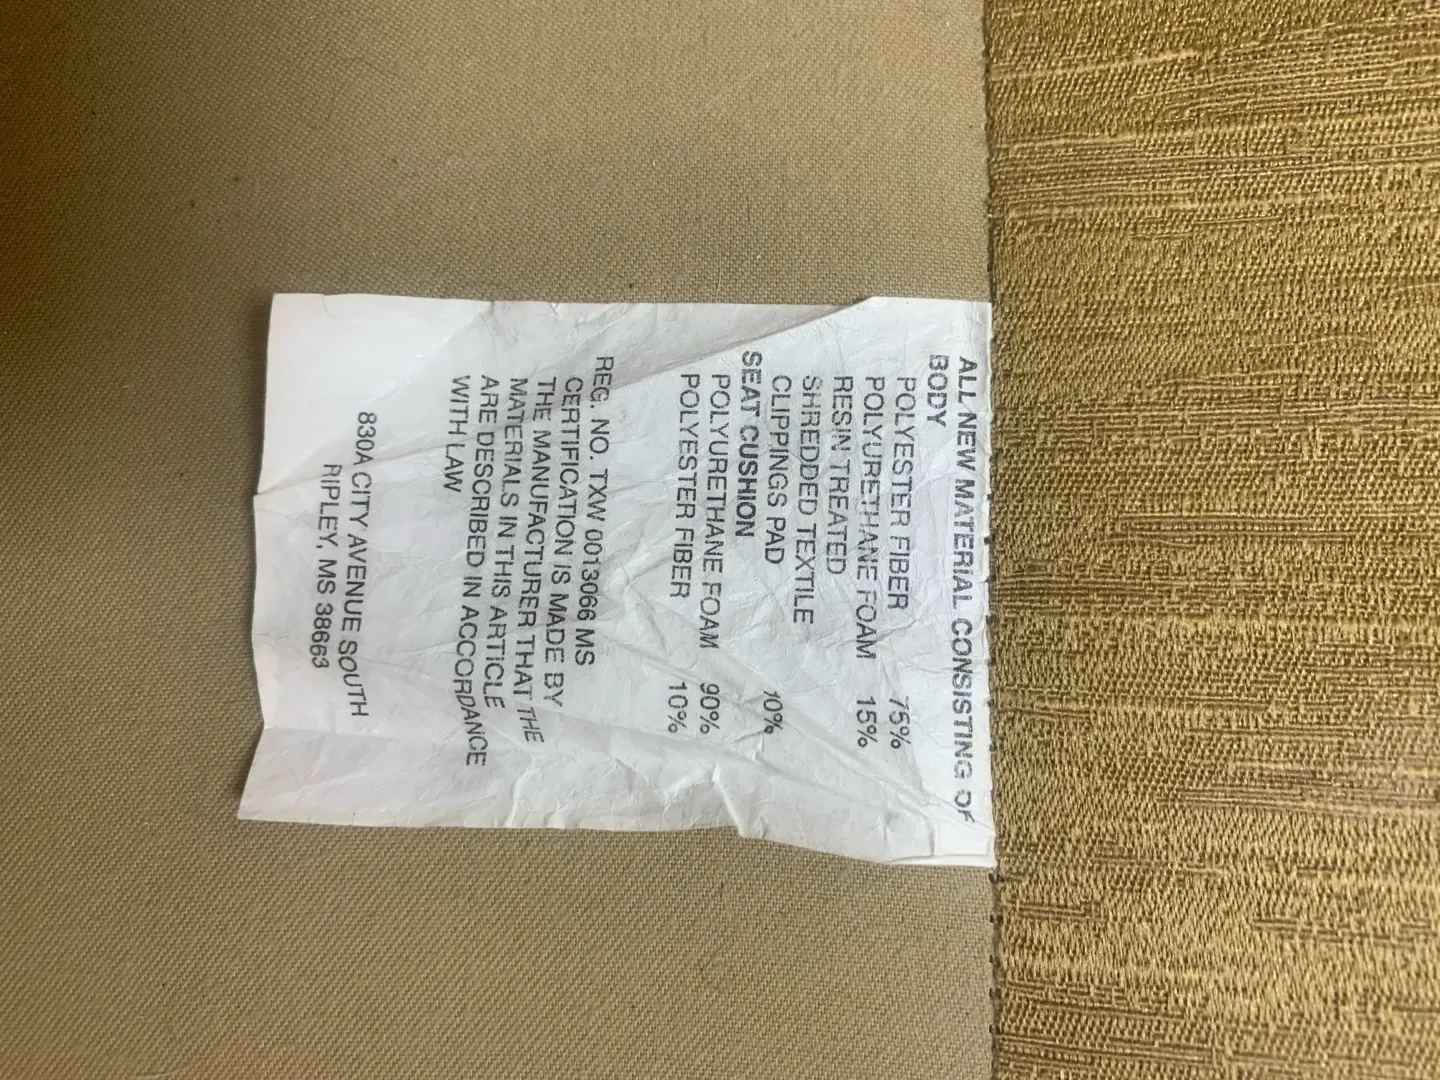 ALL NEW MATERIAL CONSISTING OF
BODY
POLYESTER FIBER 75%
POLYURETHANE FOAM 15%
RESIN TREATED
SHREDDED TEXTILE
CLIPPINGS PAD 10%
SEAT CUSHION
POLYURETHANE FOAM 90%
POLYESTER FIBER 10%
REG. NO. TXW 0013066 MS
CERTIFICATION IS MADE BY
THE MANUFACTURER THAT THE
MATERIALS IN THIS ARTICLE
ARE DESCRIBED IN ACCORDANCE
WITH LAW
830A CITY AVENUE SOUTH
RIPLEY, MS 38663